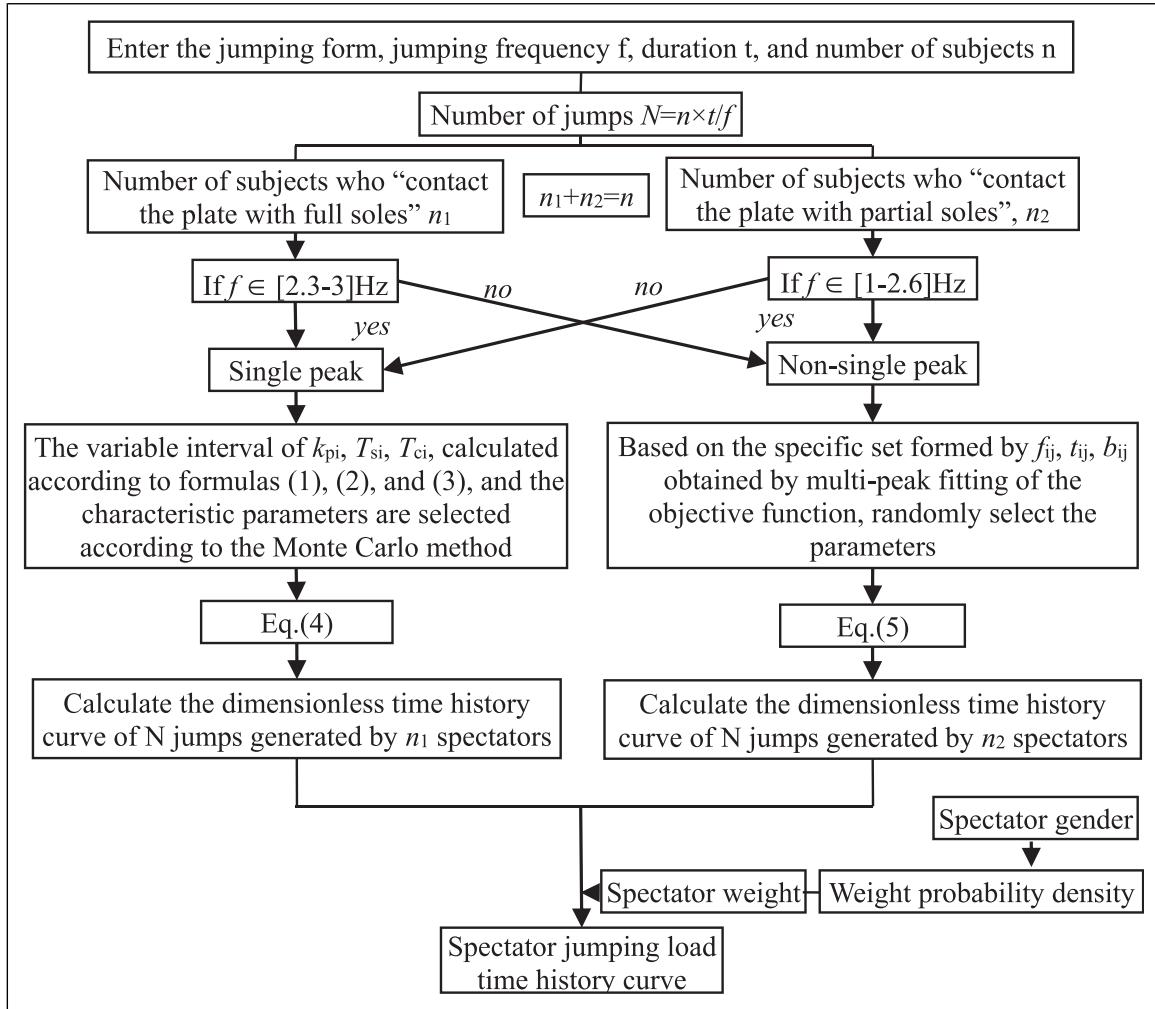 Enter the jumping form, jumping frequency f, duration t, and number of subjects n
Number of jumps N=n×t/f
Number of subjects who “contact
the plate with full soles” n1
n1+n2=n
Number of subjects who “contact
the plate with partial soles”, n2
If f ∈ [2.3-3]Hz
no
no
If f ∈ [1-2.6]Hz
yes
yes
Single peak
Non-single peak
The variable interval of kpi, Tsi, Tci, calculated
according to formulas (1), (2), and (3), and the
characteristic parameters are selected
according to the Monte Carlo method
Based on the specific set formed by fij, tij, bij
obtained by multi-peak fitting of the
objective function, randomly select the
parameters
Eq.(4)
Eq.(5)
Calculate the dimensionless time history
curve of N jumps generated by n1 spectators
Calculate the dimensionless time history
curve of N jumps generated by n2 spectators
Spectator gender
Spectator weight
Weight probability density
Spectator jumping load
time history curve